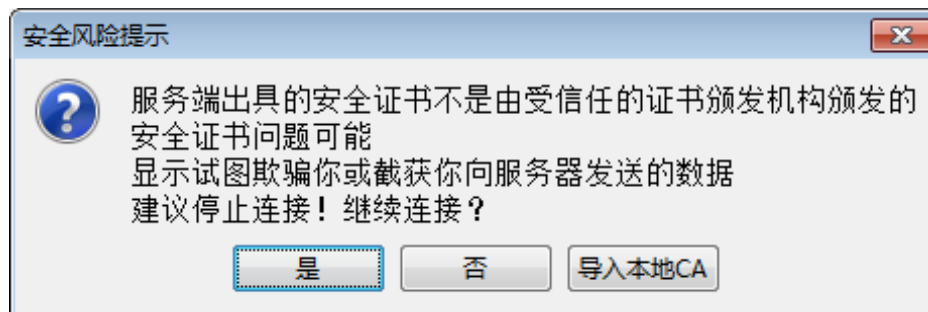 安全风险提示
服务端出具的安全证书不是由受信任的证书颁发机构颁发的
安全证书问题可能
显示试图欺骗你或截获你向服务器发送的数据
建议停止连接！继续连接？
是 否 导入本地CA